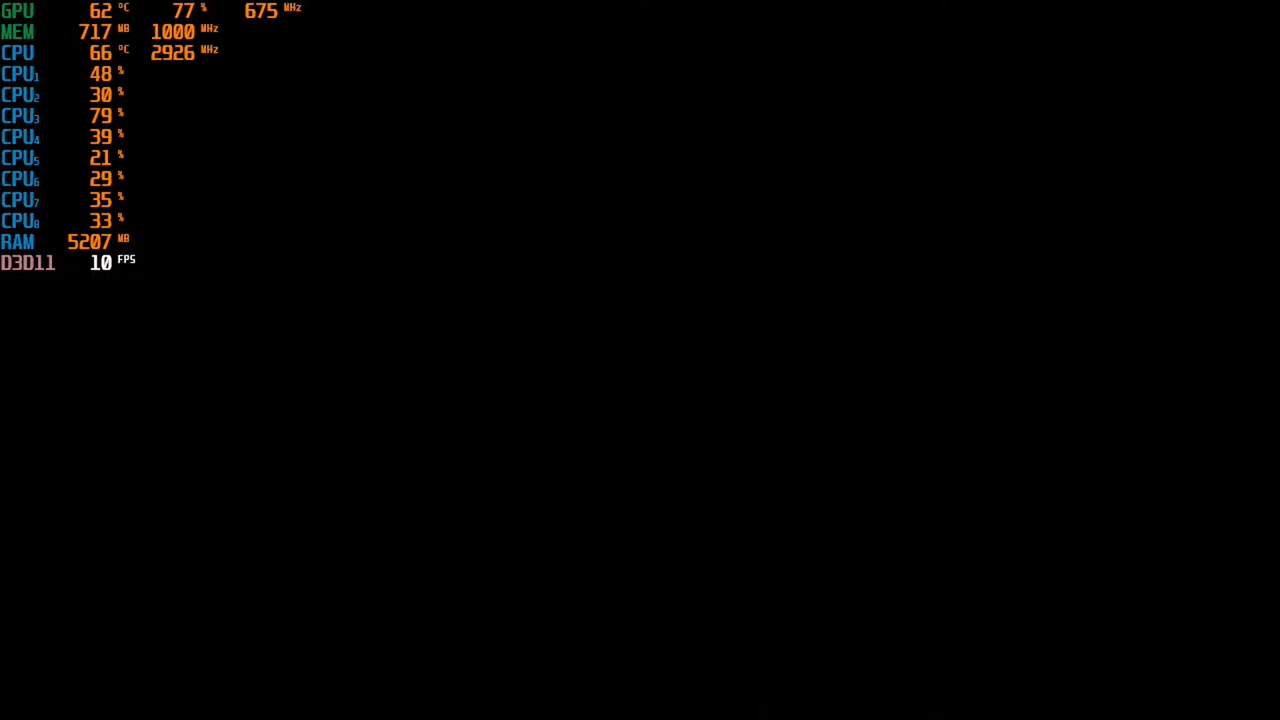 GPU 62 °C 77 % 675 MHz
MEM 717 MB 1000 MHz
CPU 66 °C 2926 MHz
CPU1 48 %
CPU2 30 %
CPU3 79 %
CPU4 39 %
CPU5 21 %
CPU6 29 %
CPU7 35 %
CPU8 33 %
RAM 5207 MB
D3D11 10 FPS